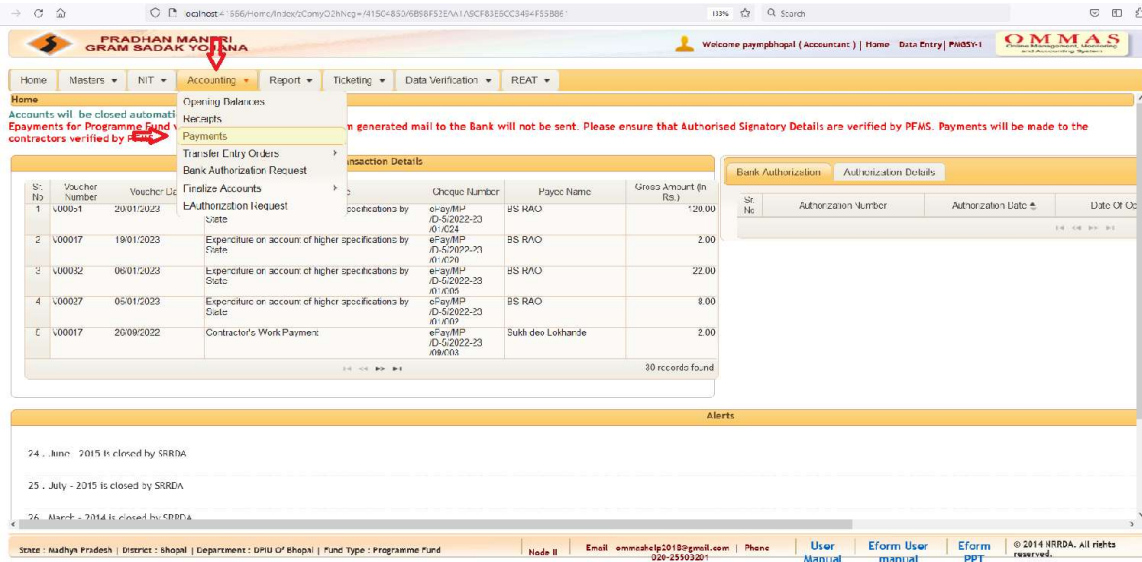 133%
Search
PRADHAN MANTRI
GRAM SADAK YOJANA
Welcome paympbhopal ( Accountant ) | Home Data Entry| PMGSY-1
OMMAS
Online Management, Monitoring
and Accounting System
Home Masters NIT Accounting Report Ticketing Data Verification REAT
Home
Accounts will be closed automati
Epayments for Programme Fund m generated mail to the Bank will not be sent. Please ensure that Authorised Signatory Details are verified by PFMS. Payments will be made to the
contractors verified by PFMS.
Opening Balances
Receipts
Payments
Transfer Entry Orders
Bank Authorization Request
Finalize Accounts
EAuthorization Request
ansaction Details
Sr. No Voucher Number Voucher Da Cheque Number Payee Name Gross Amount (In Rs.)
1 V00051 20/01/2023 specifications by State ePay/MP/D-5/2022-23/01/024 BS RAO 120.00
2 V00017 19/01/2023 Expenditure on account of higher specifications by State ePay/MP/D-5/2022-23/01/020 BS RAO 2.00
3 V00032 06/01/2023 Expenditure on account of higher specifications by State ePay/MP/D-5/2022-23/01/005 BS RAO 22.00
4 V00027 05/01/2023 Expenditure on account of higher specifications by State ePay/MP/D-5/2022-23/01/002 BS RAO 8.00
5 V00017 26/09/2022 Contractor's Work Payment ePay/MP/D-5/2022-23/09/003 Sukh deo Lokhande 2.00
30 records found
Bank Authorization Authorization Details
Sr. No Authorization Number Authorization Date Date Of Op
Alerts
24 . June - 2015 is closed by SRRDA
25 . July - 2015 is closed by SRRDA
26 . March - 2014 is closed by SRRDA
State : Madhya Pradesh | District : Bhopal | Department : DPIU Of Bhopal | Fund Type : Programme Fund
Node II
Email ommashelp2018@gmail.com | Phone
020-25503201
User Manual
Eform User manual
Eform PPT
© 2014 NRRDA. All rights reserved.